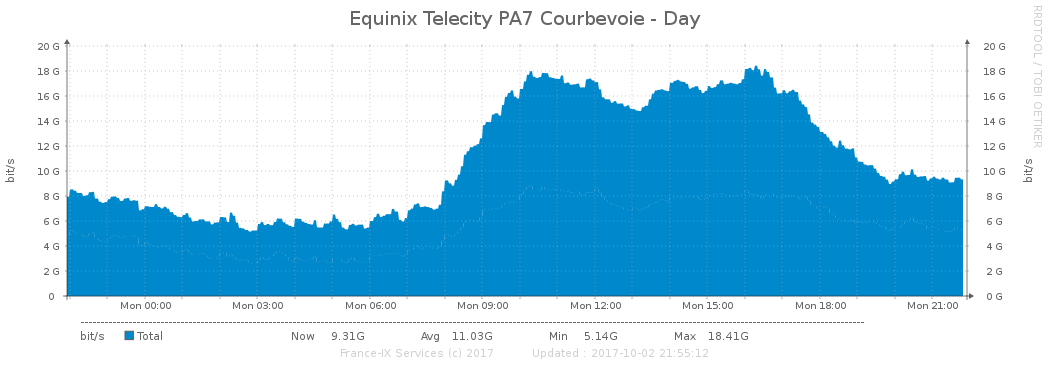 Equinix Telecity PA7 Courbevoie - Day
RRDTOOL / TOBI OETIKER
20 G 20 G
18 G 18 G
16 G 16 G
14 G 14 G
12 G 12 G
10 G 10 G
8 G 8 G
6 G 6 G
4 G 4 G
2 G 2 G
0 0 G
bit/s
bit/s
Mon 00:00 Mon 03:00 Mon 06:00 Mon 09:00 Mon 12:00 Mon 15:00 Mon 18:00 Mon 21:00
bit/s Total Now 9.31G Avg 11.03G Min 5.14G Max 18.41G
France-IX Services (c) 2017 Updated : 2017-10-02 21:55:12